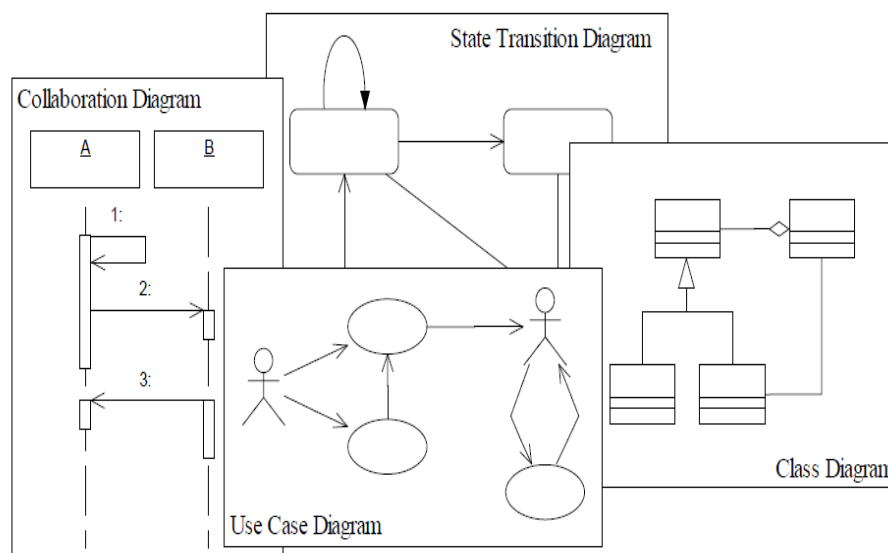 State Transition Diagram
Collaboration Diagram
A
B
1:
2:
3:
Use Case Diagram
Class Diagram